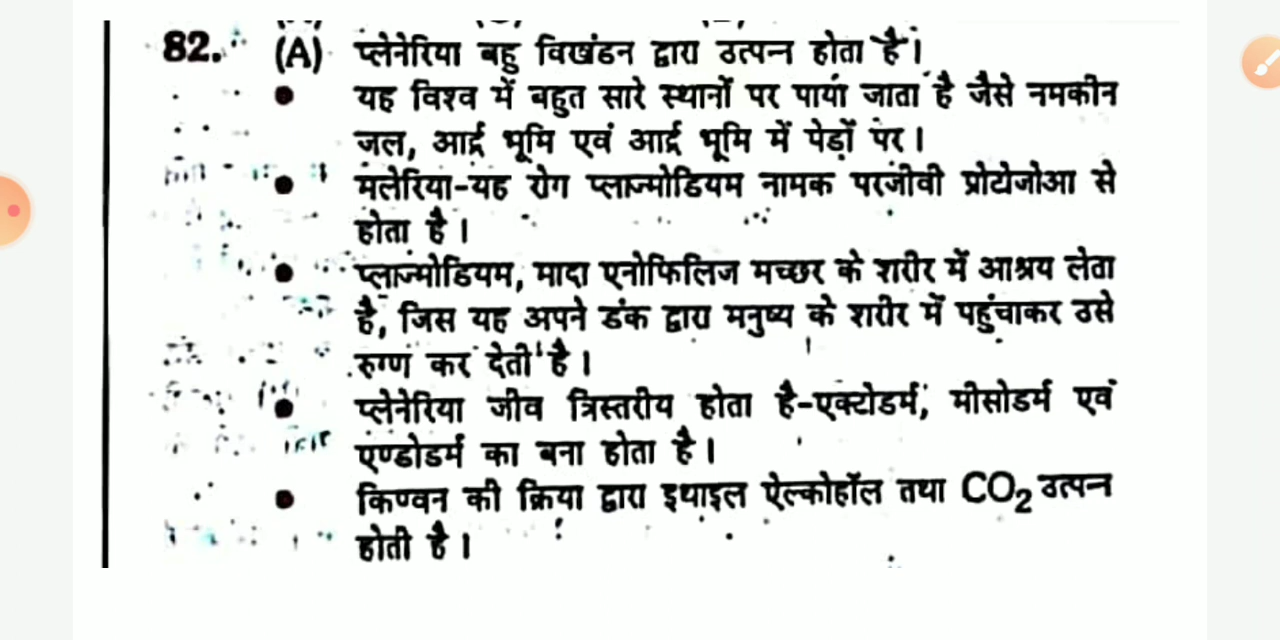 82. (A) प्लेनेरिया बहु विखंडन द्वारा उत्पन्न होता है।
● यह विश्व में बहुत सारे स्थानों पर पाया जाता है जैसे नमकीन
जल, आर्द्र भूमि एवं आर्द्र भूमि में पेड़ों पर।
● मलेरिया-यह रोग प्लाज्मोडियम नामक परजीवी प्रोटोजोआ से
होता है।
● प्लाज्मोडियम, मादा एनोफिलिज मच्छर के शरीर में आश्रय लेता
है, जिस यह अपने डंक द्वारा मनुष्य के शरीर में पहुंचाकर उसे
रुग्ण कर देती है।
● प्लेनेरिया जीव त्रिस्तरीय होता है-एक्टोडर्म, मीसोडर्म एवं
एण्डोडर्म का बना होता है।
● किण्वन की क्रिया द्वारा इथाइल ऐल्कोहॉल तथा CO₂ उत्पन्न
होती है।